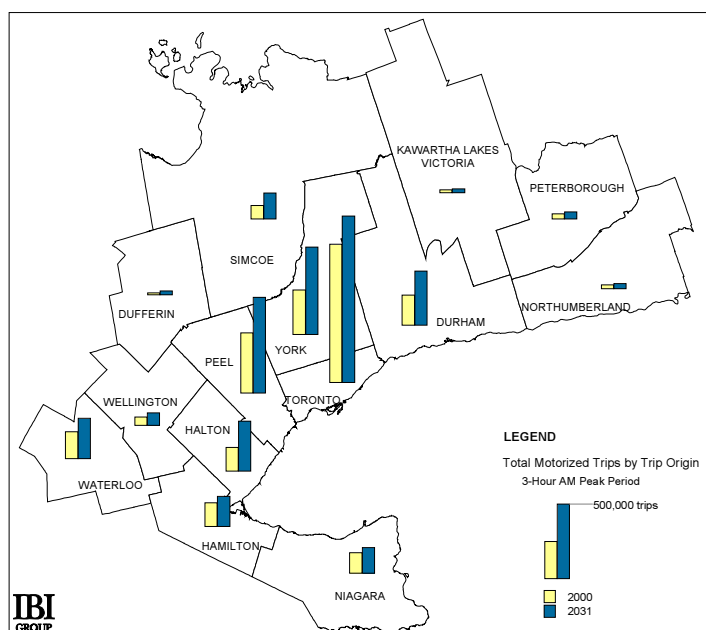 KAWARTHA LAKES
VICTORIA
PETERBOROUGH
SIMCOE
NORTHUMBERLAND
DUFFERIN
DURHAM
YORK
PEEL
TORONTO
WELLINGTON
HALTON
WATERLOO
HAMILTON
NIAGARA
LEGEND
Total Motorized Trips by Trip Origin
3-Hour AM Peak Period
500,000 trips
2000
2031
IBI
GROUP